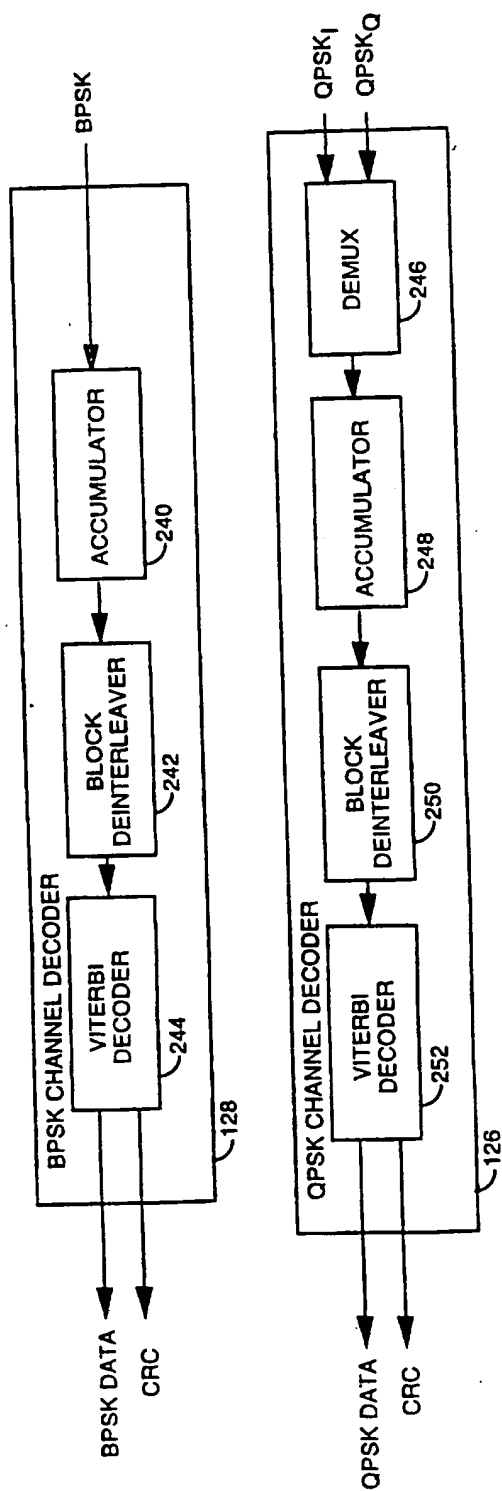 BPSK CHANNEL DECODER
BPSK
ACCUMULATOR
240
BLOCK
DEINTERLEAVER
242
VITERBI
DECODER
244
128
BPSK DATA
CRC
QPSK CHANNEL DECODER
QPSKI
QPSKQ
DEMUX
246
ACCUMULATOR
248
BLOCK
DEINTERLEAVER
250
VITERBI
DECODER
252
126
QPSK DATA
CRC